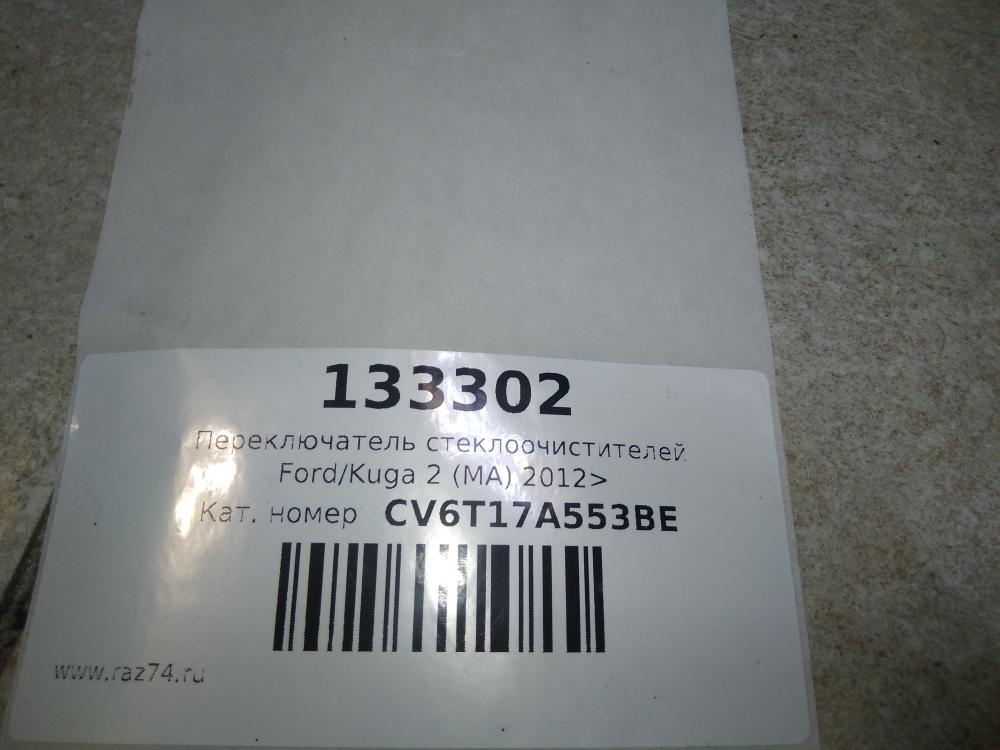 133302
Переключатель стеклоочистителей
Ford/Kuga 2 (MA) 2012>
Кат. номер CV6T17A553BE
www.raz74.ru